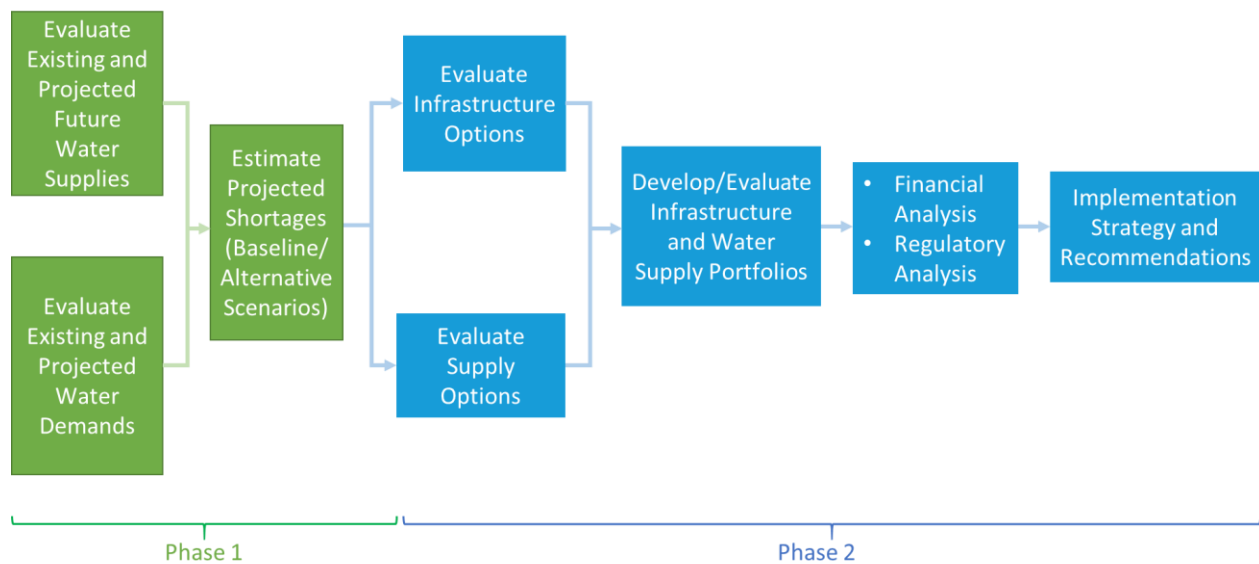 Evaluate
Existing and
Projected
Future
Water
Supplies
Evaluate
Existing and
Projected
Water
Demands
Estimate
Projected
Shortages
(Baseline/
Alternative
Scenarios)
Evaluate
Infrastructure
Options
Evaluate
Supply
Options
Develop/Evaluate
Infrastructure
and Water
Supply Portfolios
• Financial
Analysis
• Regulatory
Analysis
Implementation
Strategy and
Recommendations
Phase 1
Phase 2